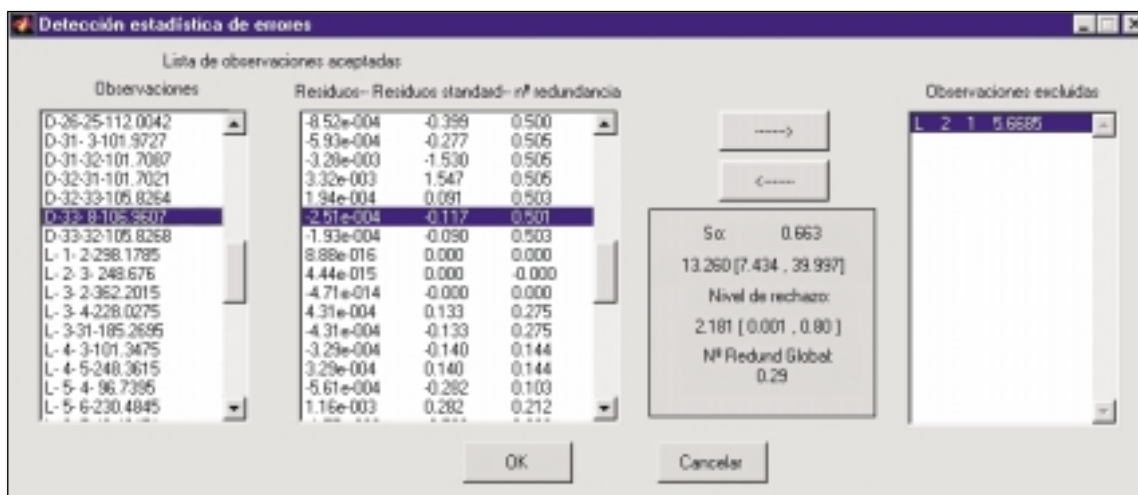 Detección estadística de errores
Lista de observaciones aceptadas
Observaciones
Residuos-- Residuos standard-- nº redundancia
Observaciones excluidas
D-26-25-112.0042
D-31- 3-101.9727
D-31-32-101.7087
D-32-31-101.7021
D-32-33-105.8264
D-33- 8-106.9607
D-33-32-105.8268
L- 1- 2-298.1785
L- 2- 3- 248.676
L- 3- 2-362.2015
L- 3- 4-228.0275
L- 3-31-185.2695
L- 4- 3-101.3475
L- 4- 5-248.3615
L- 5- 4- 96.7395
L- 5- 6-230.4845
-8.52e-004 -0.399 0.500
-5.93e-004 -0.277 0.505
-3.28e-003 -1.530 0.505
3.32e-003 1.547 0.505
1.94e-004 0.091 0.503
-2.51e-004 -0.117 0.501
-1.93e-004 -0.090 0.503
8.88e-016 0.000 0.000
4.44e-015 0.000 -0.000
-4.71e-014 -0.000 0.000
4.31e-004 0.133 0.275
-4.31e-004 -0.133 0.275
-3.29e-004 -0.140 0.144
3.29e-004 0.140 0.144
-5.61e-004 -0.282 0.103
1.16e-003 0.282 0.212
----->
<-----
So: 0.663
13.260 [7.434 , 39.997]
Nivel de rechazo:
2.181 [ 0.001 , 0.80 ]
Nº Redund Global:
0.29
L 2 1 5.6685
OK
Cancelar